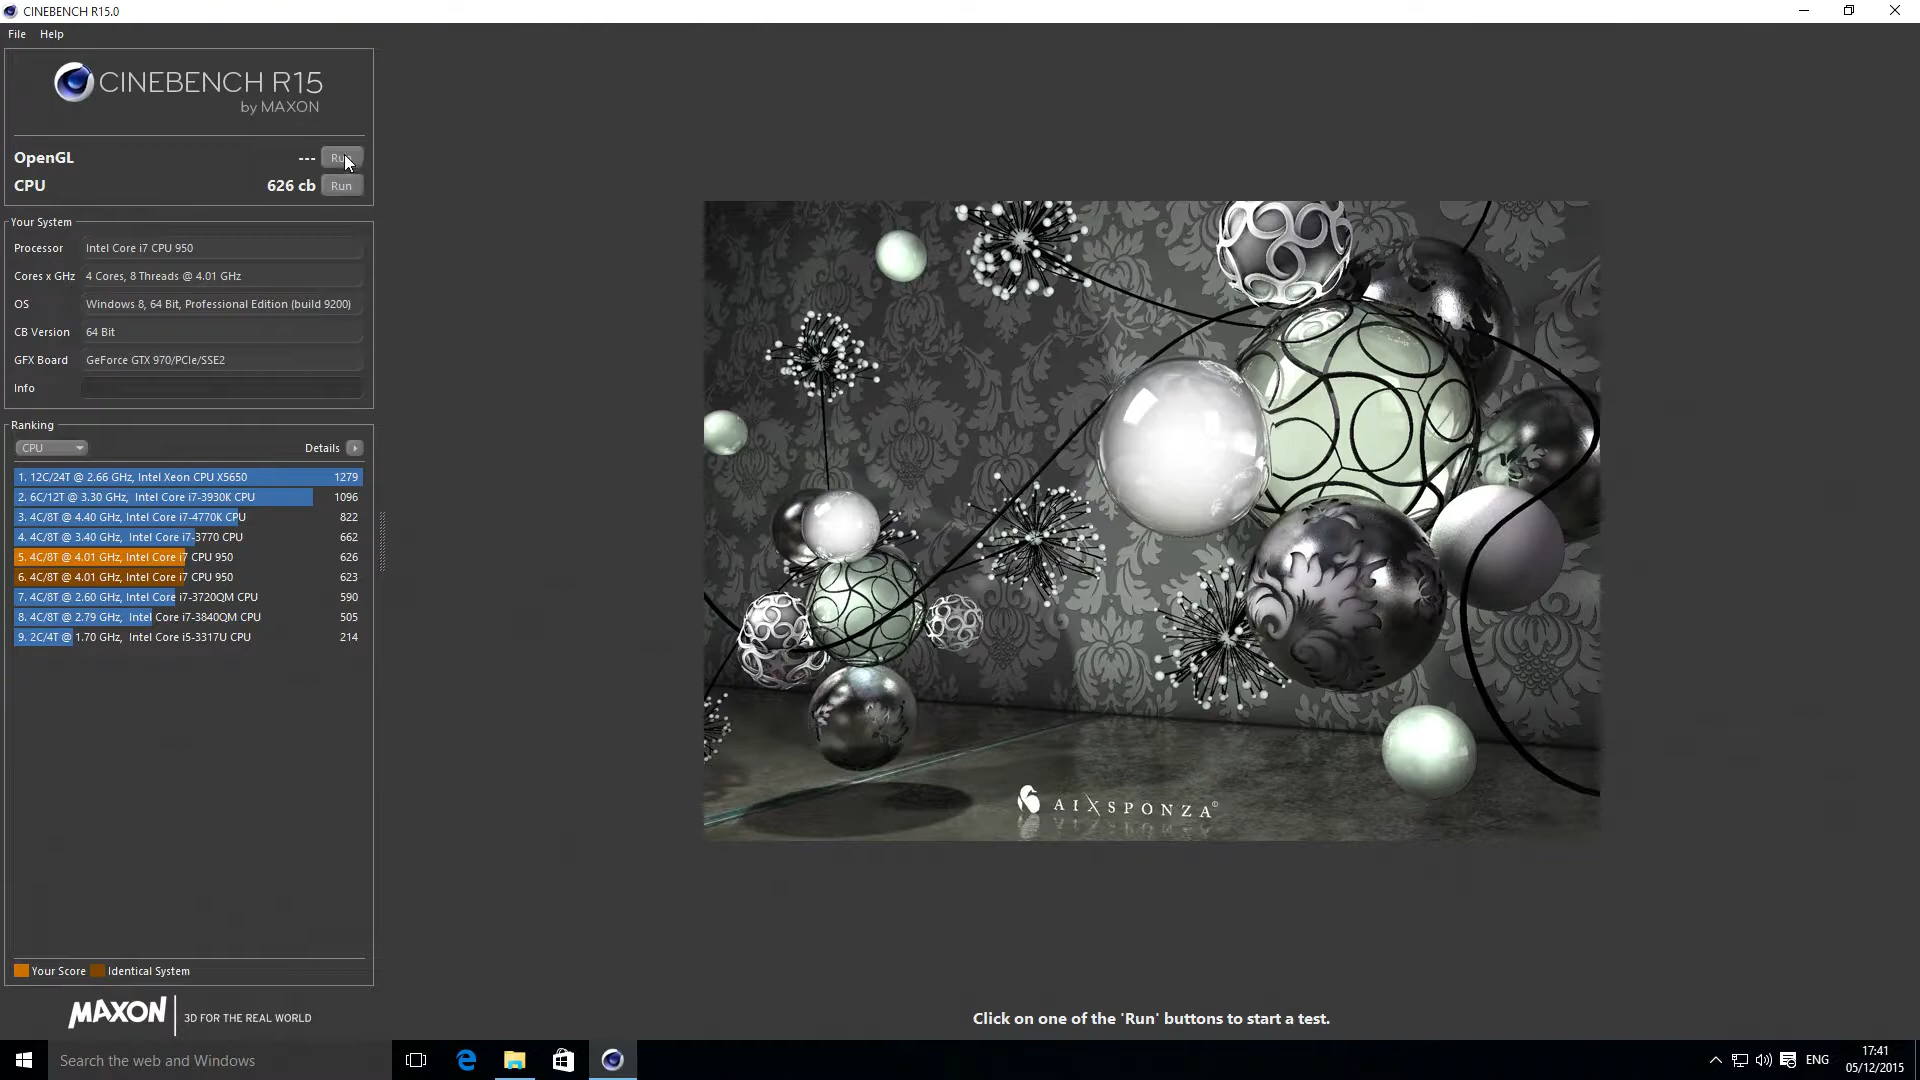 CINEBENCH R15.0
File Help
CINEBENCH R15
by MAXON
OpenGL --- Run
CPU 626 cb Run
Your System
Processor Intel Core i7 CPU 950
Cores x GHz 4 Cores, 8 Threads @ 4.01 GHz
OS Windows 8, 64 Bit, Professional Edition (build 9200)
CB Version 64 Bit
GFX Board GeForce GTX 970/PCIe/SSE2
Info
Ranking
CPU Details
1. 12C/24T @ 2.66 GHz, Intel Xeon CPU X5650 1279
2. 6C/12T @ 3.30 GHz, Intel Core i7-3930K CPU 1096
3. 4C/8T @ 4.40 GHz, Intel Core i7-4770K CPU 822
4. 4C/8T @ 3.40 GHz, Intel Core i7-3770 CPU 662
5. 4C/8T @ 4.01 GHz, Intel Core i7 CPU 950 626
6. 4C/8T @ 4.01 GHz, Intel Core i7 CPU 950 623
7. 4C/8T @ 2.60 GHz, Intel Core i7-3720QM CPU 590
8. 4C/8T @ 2.79 GHz, Intel Core i7-3840QM CPU 505
9. 2C/4T @ 1.70 GHz, Intel Core i5-3317U CPU 214
AIXSPONZA®
Your Score Identical System
MAXON 3D FOR THE REAL WORLD
Click on one of the 'Run' buttons to start a test.
Search the web and Windows
ENG
17:41
05/12/2015